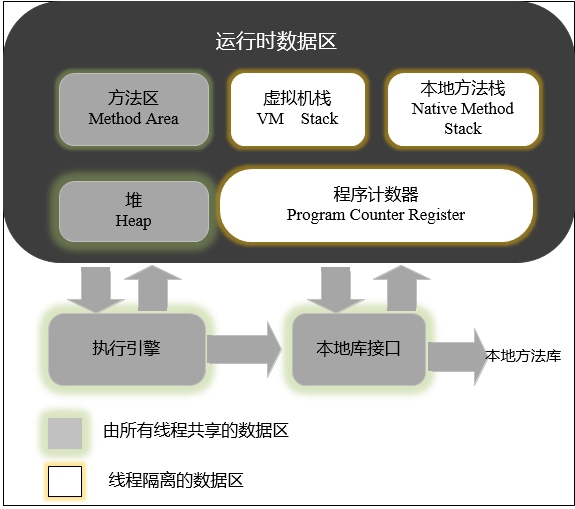 运行时数据区
方法区
Method Area
虚拟机栈
VM Stack
本地方法栈
Native Method
Stack
堆
Heap
程序计数器
Program Counter Register
执行引擎
本地库接口
本地方法库
由所有线程共享的数据区
线程隔离的数据区